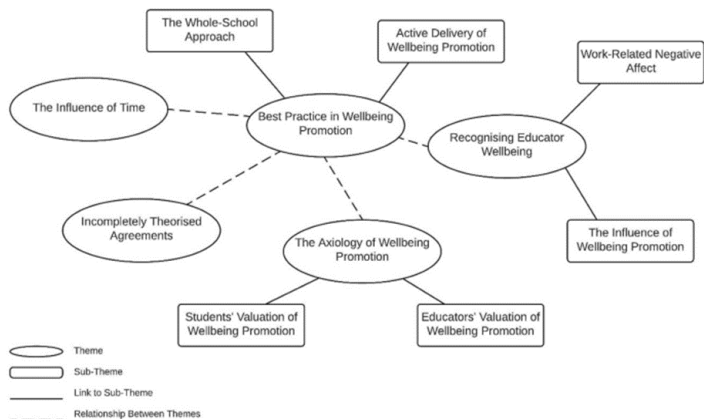 The Whole-School
Approach
Active Delivery of
Wellbeing Promotion
Work-Related Negative
Affect
The Influence of Time
Best Practice in Wellbeing
Promotion
Recognising Educator
Wellbeing
Incompletely Theorised
Agreements
The Axiology of Wellbeing
Promotion
The Influence of
Wellbeing Promotion
Students' Valuation of
Wellbeing Promotion
Educators' Valuation of
Wellbeing Promotion
Theme
Sub-Theme
Link to Sub-Theme
Relationship Between Themes